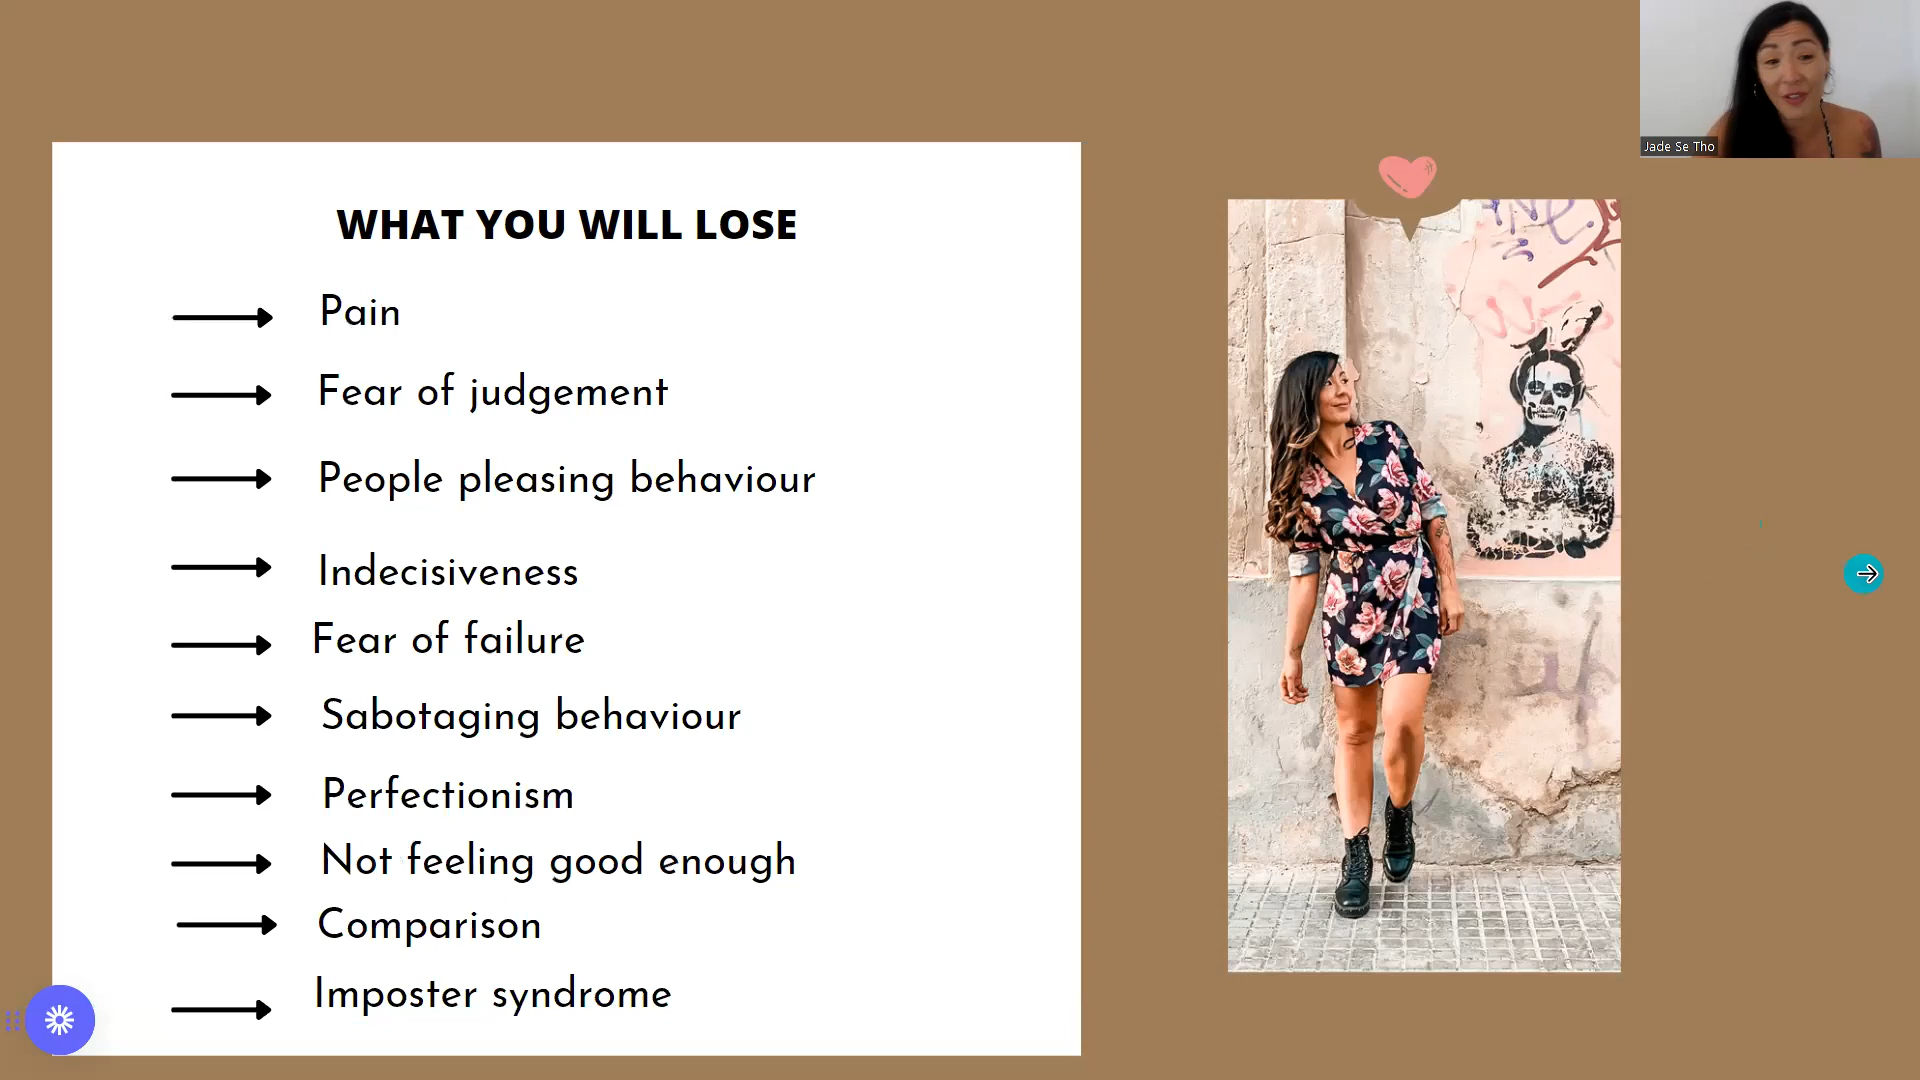 WHAT YOU WILL LOSE
Pain
Fear of judgement
People pleasing behaviour
Indecisiveness
Fear of failure
Sabotaging behaviour
Perfectionism
Not feeling good enough
Comparison
Imposter syndrome
Jade Se Tho